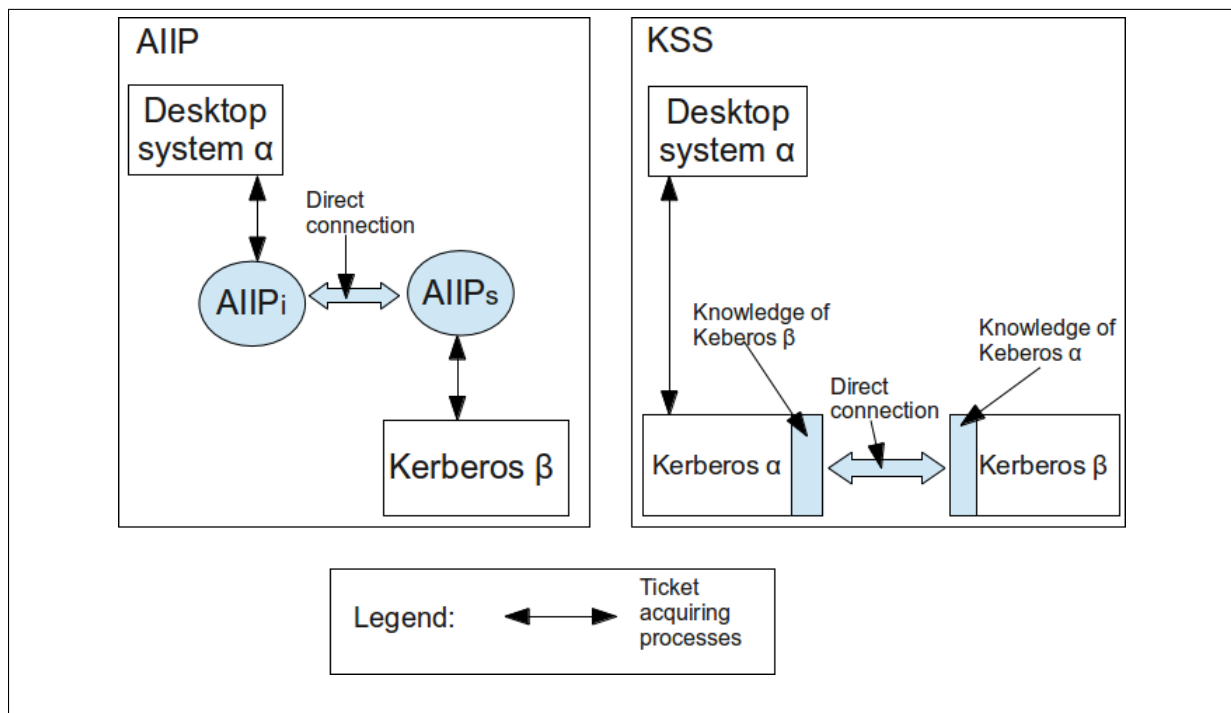 AIIP
Desktop
system α
Direct
connection
AIIPi
AIIPs
Kerberos β
KSS
Desktop
system α
Knowledge of
Keberos β
Knowledge of
Keberos α
Direct
connection
Kerberos α
Kerberos β
Legend:
Ticket
acquiring
processes